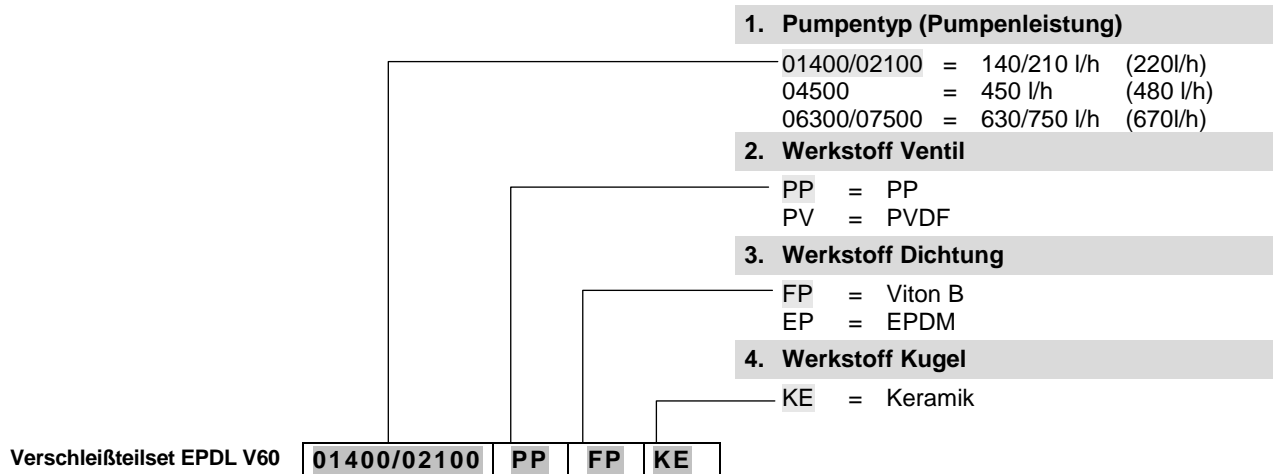 1. Pumpentyp (Pumpenleistung)
01400/02100 = 140/210 l/h (220l/h)
04500 = 450 l/h (480 l/h)
06300/07500 = 630/750 l/h (670l/h)
2. Werkstoff Ventil
PP = PP
PV = PVDF
3. Werkstoff Dichtung
FP = Viton B
EP = EPDM
4. Werkstoff Kugel
KE = Keramik
Verschleißteilset EPDL V60 01400/02100 PP FP KE